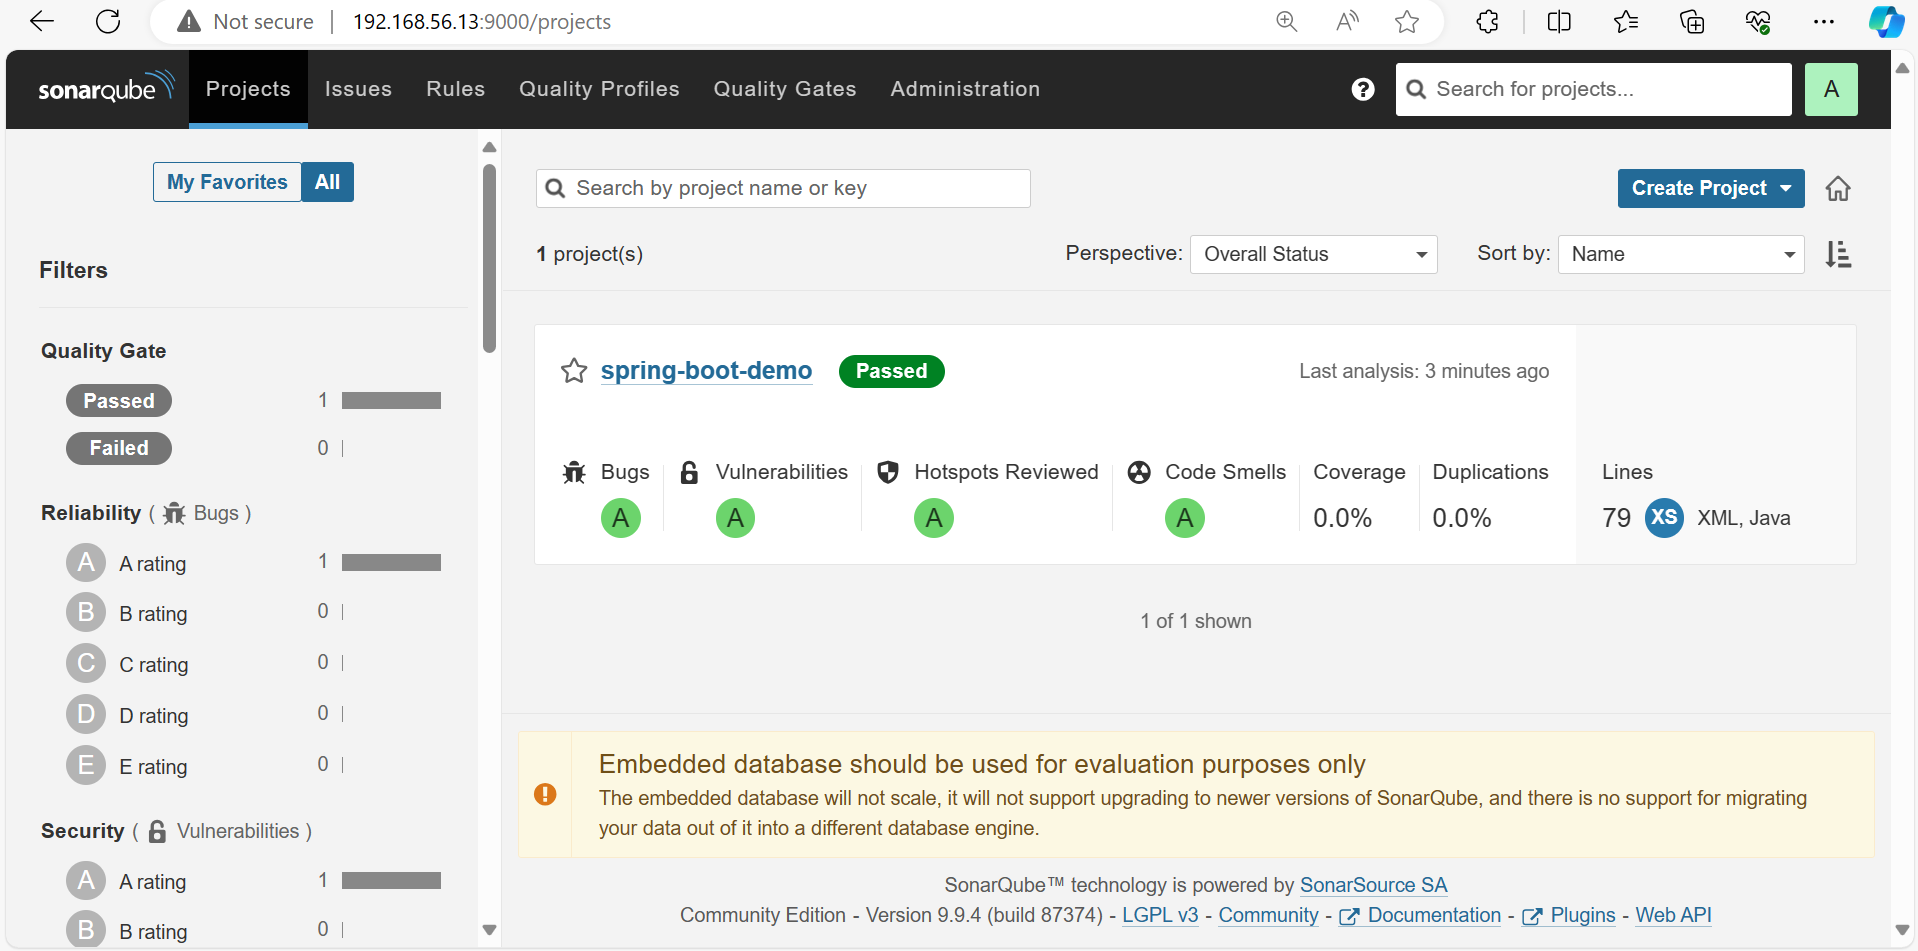 Not secure 192.168.56.13:9000/projects
sonarqube Projects Issues Rules Quality Profiles Quality Gates Administration ? Search for projects... A
My Favorites All
Filters
Quality Gate
Passed 1
Failed 0
Reliability ( Bugs )
A A rating 1
B B rating 0
C C rating 0
D D rating 0
E E rating 0
Security ( Vulnerabilities )
A A rating 1
B B rating 0
Search by project name or key Create Project
1 project(s) Perspective: Overall Status Sort by: Name
spring-boot-demo Passed Last analysis: 3 minutes ago
Bugs Vulnerabilities Hotspots Reviewed Code Smells Coverage Duplications Lines
A A A A 0.0% 0.0% 79 XS XML, Java
1 of 1 shown
Embedded database should be used for evaluation purposes only
The embedded database will not scale, it will not support upgrading to newer versions of SonarQube, and there is no support for migrating
your data out of it into a different database engine.
SonarQube™ technology is powered by SonarSource SA
Community Edition - Version 9.9.4 (build 87374) - LGPL v3 - Community - Documentation - Plugins - Web API